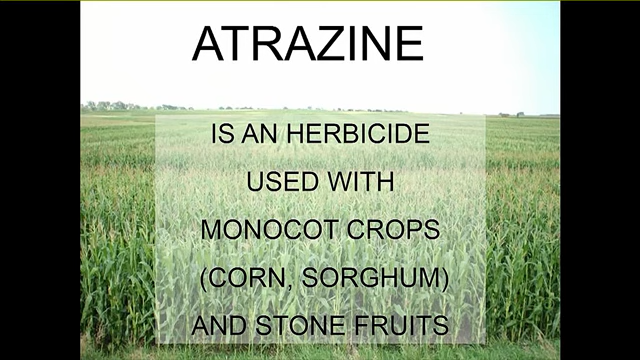 ATRAZINE
IS AN HERBICIDE
USED WITH
MONOCOT CROPS
(CORN, SORGHUM)
AND STONE FRUITS